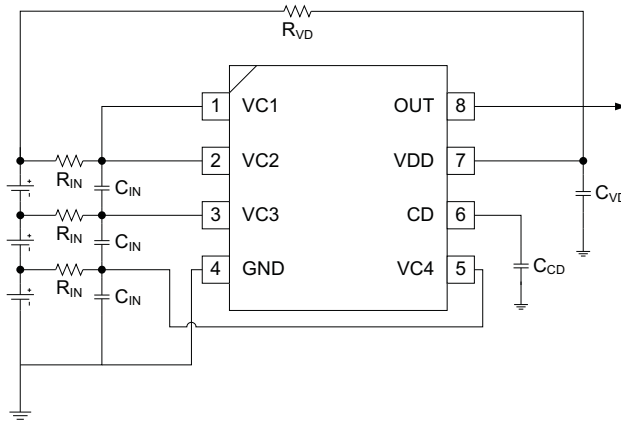 RVD
1 VC1 OUT 8
RIN CIN 2 VC2 VDD 7 CVD
RIN CIN 3 VC3 CD 6
RIN CIN 4 GND VC4 5 CCD